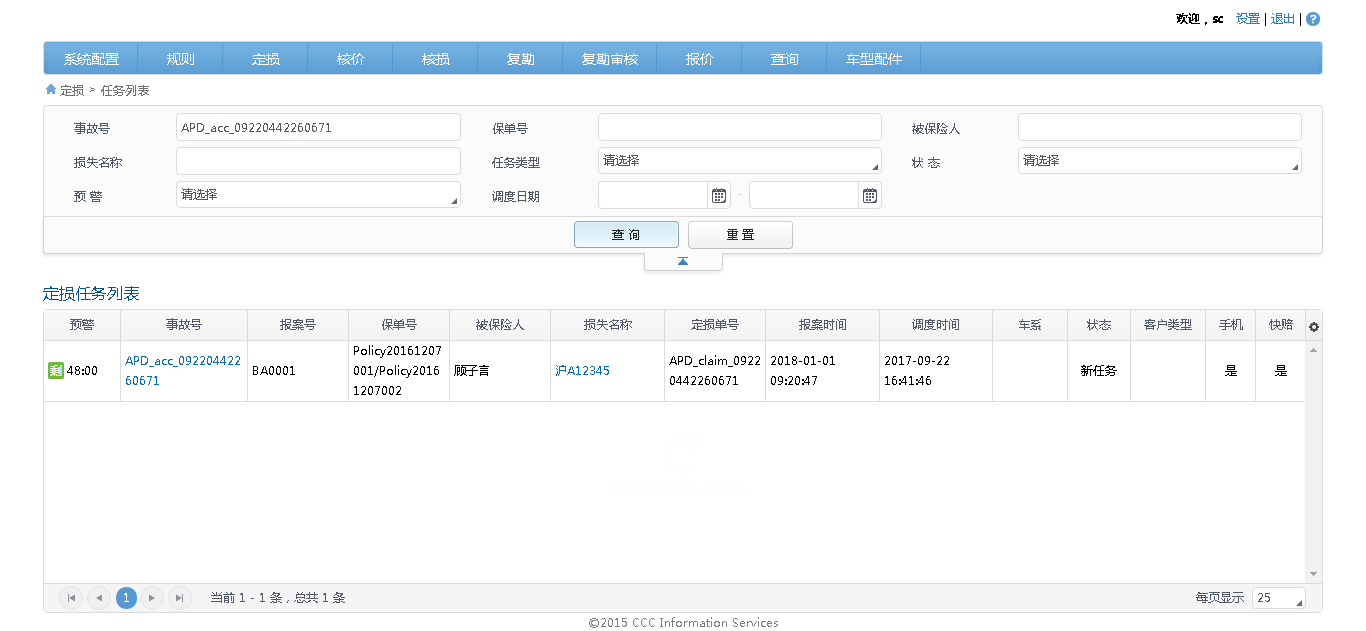 欢迎，sc 设置 | 退出 | ?
系统配置 规则 定损 核价 核损 复勘 复勘审核 报价 查询 车型配件
定损 > 任务列表
事故号 APD_acc_09220442260671 保单号 被保险人
损失名称 任务类型 请选择 状 态 请选择
预 警 请选择 调度日期 -
查 询 重 置
定损任务列表
预警 事故号 报案号 保单号 被保险人 损失名称 定损单号 报案时间 调度时间 车系 状态 客户类型 手机 快赔
剩 48:00 APD_acc_092204422 60671 BA0001 Policy20161207 001/Policy2016 1207002 顾子言 沪A12345 APD_claim_0922 0442260671 2018-01-01 09:20:47 2017-09-22 16:41:46 新任务 是 是
1 当前 1 - 1 条，总共 1 条 每页显示 25
©2015 CCC Information Services